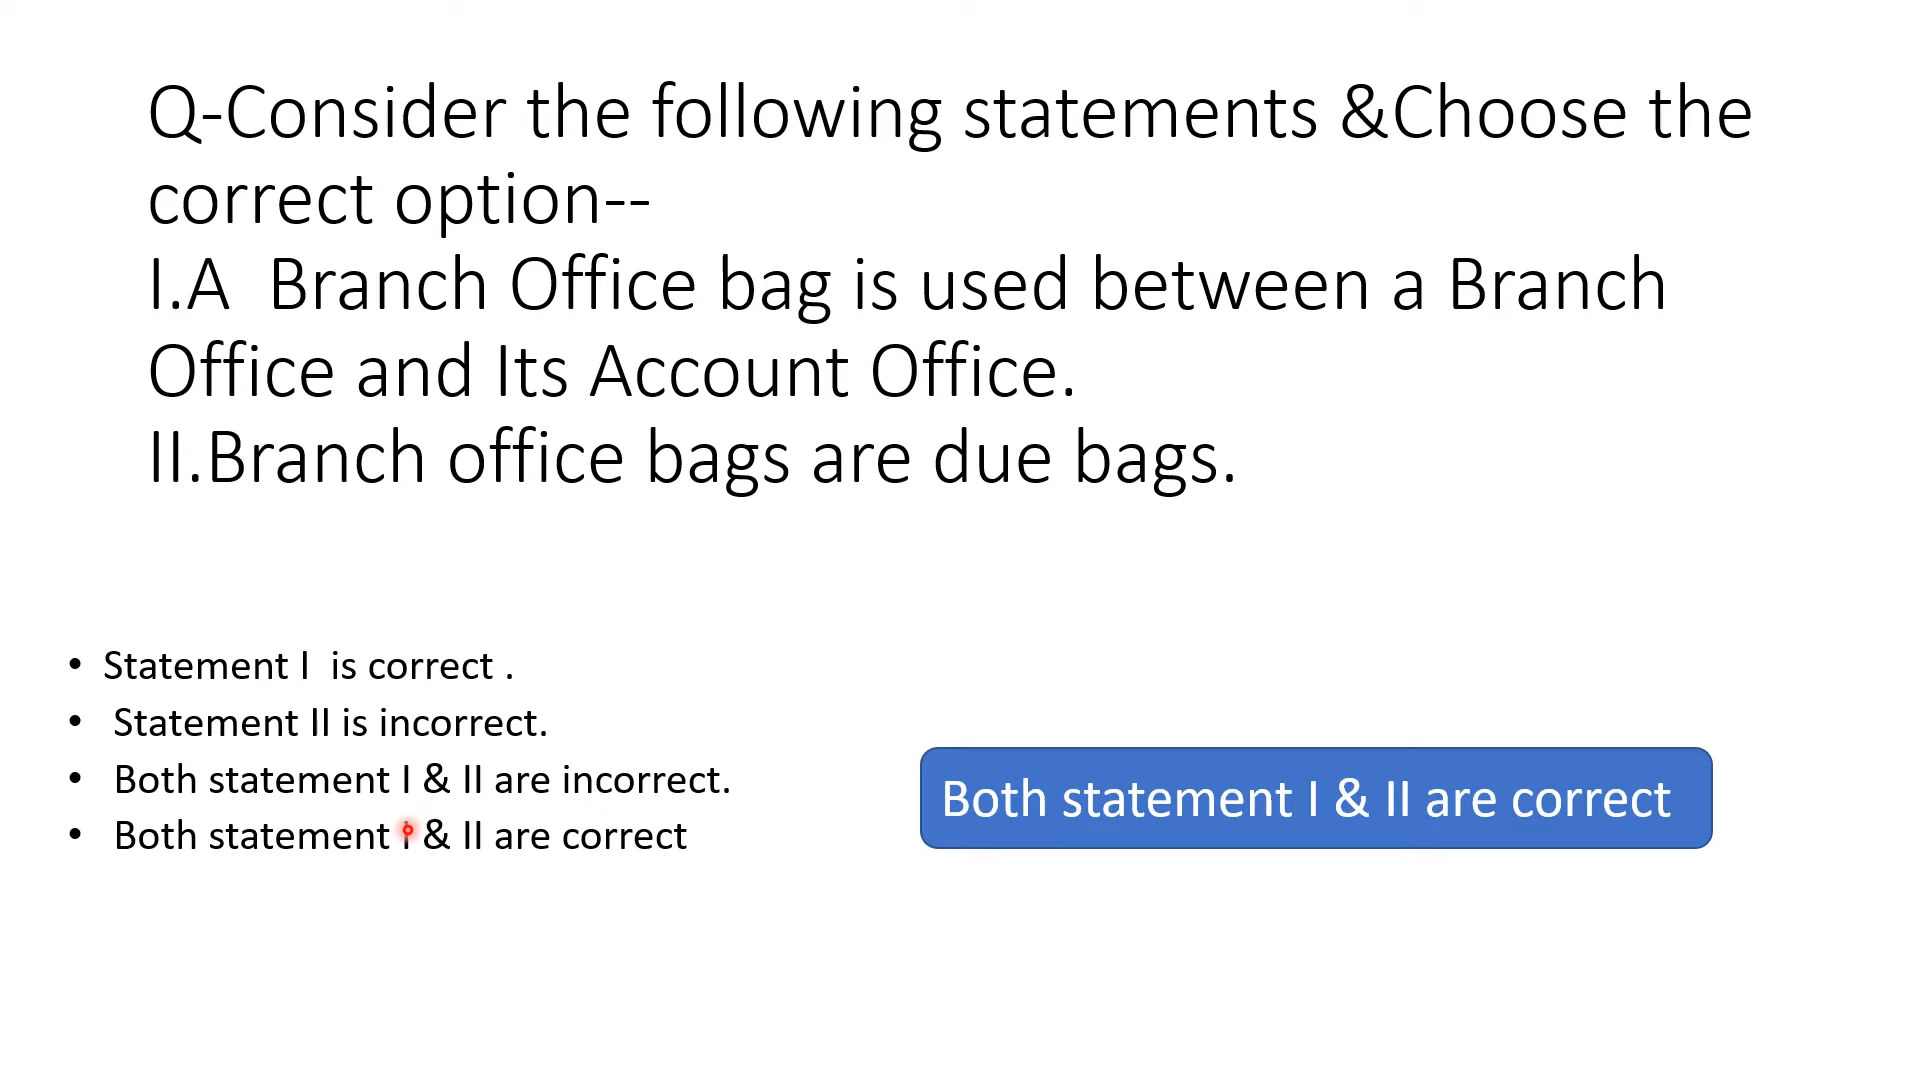 Q-Consider the following statements &Choose the
correct option--
I.A  Branch Office bag is used between a Branch
Office and Its Account Office.
II.Branch office bags are due bags.
• Statement I  is correct .
•  Statement II is incorrect.
•  Both statement I & II are incorrect.
•  Both statement I & II are correct
Both statement I & II are correct